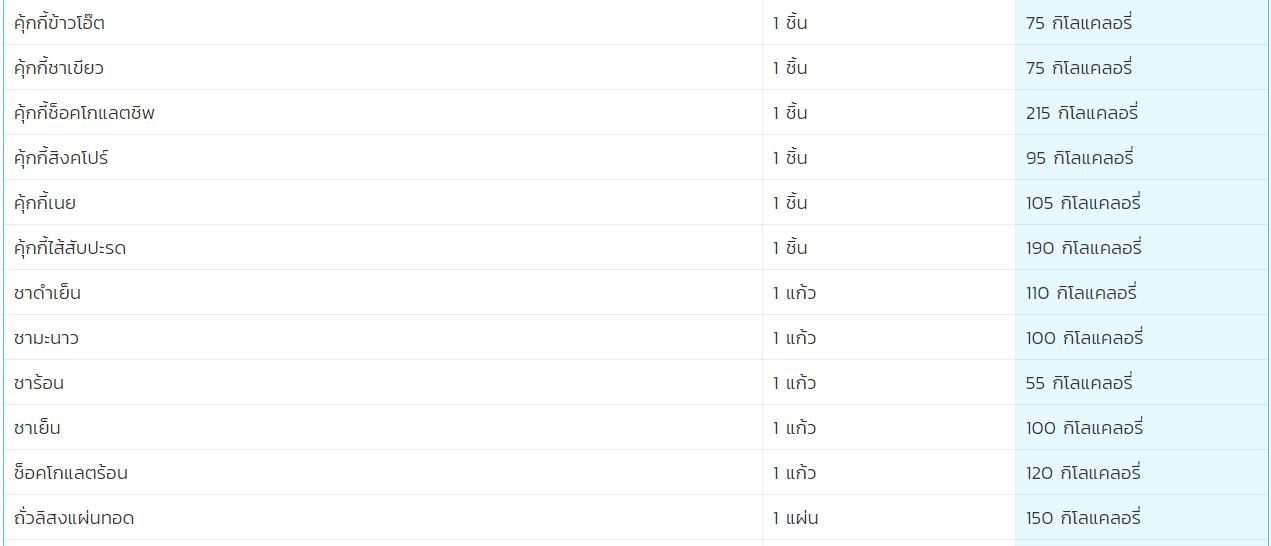 คุ้กกี้ข้าวโอ๊ต 1 ชิ้น 75 กิโลแคลอรี่
คุ้กกี้ชาเขียว 1 ชิ้น 75 กิโลแคลอรี่
คุ้กกี้ช็อคโกแลตชิพ 1 ชิ้น 215 กิโลแคลอรี่
คุ้กกี้สิงคโปร์ 1 ชิ้น 95 กิโลแคลอรี่
คุ้กกี้เนย 1 ชิ้น 105 กิโลแคลอรี่
คุ้กกี้ไส้สับปะรด 1 ชิ้น 190 กิโลแคลอรี่
ชาดำเย็น 1 แก้ว 110 กิโลแคลอรี่
ชามะนาว 1 แก้ว 100 กิโลแคลอรี่
ชาร้อน 1 แก้ว 55 กิโลแคลอรี่
ชาเย็น 1 แก้ว 100 กิโลแคลอรี่
ช็อคโกแลตร้อน 1 แก้ว 120 กิโลแคลอรี่
ถั่วลิสงแผ่นทอด 1 แผ่น 150 กิโลแคลอรี่